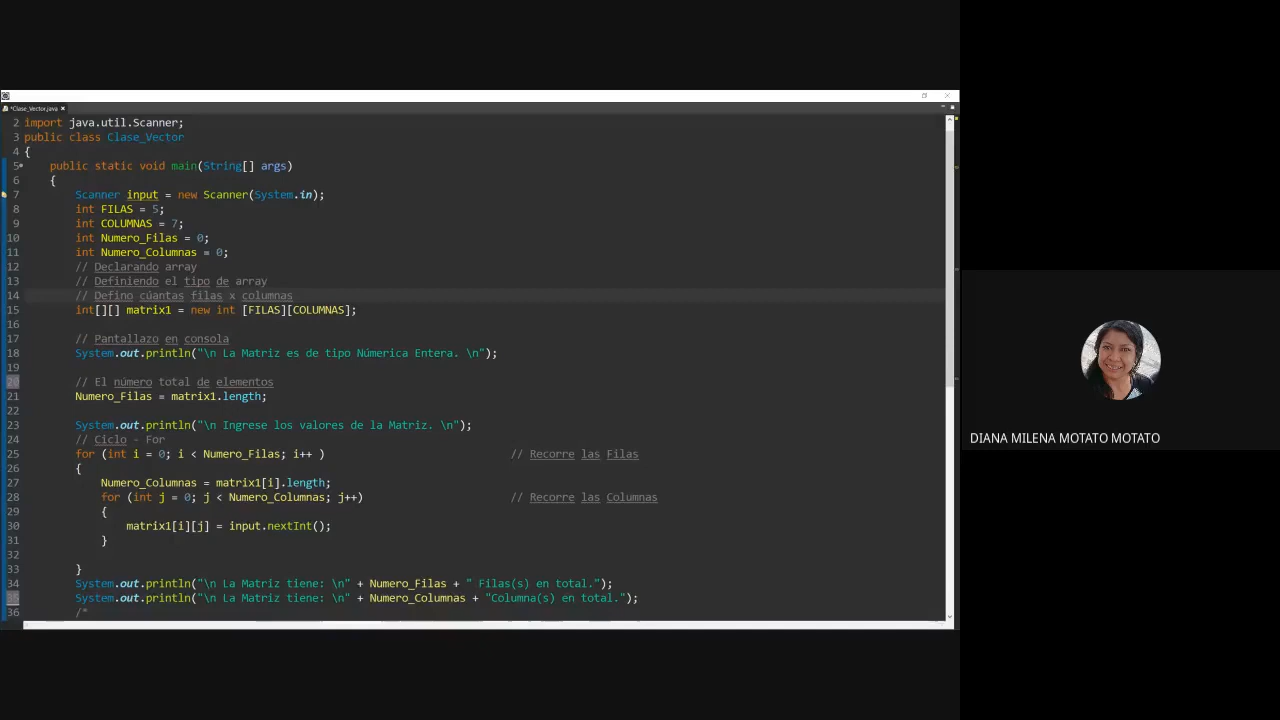 *Clase_Vector.java
2 import java.util.Scanner;
3 public class Clase_Vector
4 {
5 public static void main(String[] args)
6 {
7 Scanner input = new Scanner(System.in);
8 int FILAS = 5;
9 int COLUMNAS = 7;
10 int Numero_Filas = 0;
11 int Numero_Columnas = 0;
12 // Declarando array
13 // Definiendo el tipo de array
14 // Defino cúantas filas x columnas
15 int[][] matrix1 = new int [FILAS][COLUMNAS];
16
17 // Pantallazo en consola
18 System.out.println("\n La Matriz es de tipo Númerica Entera. \n");
19
20 // El número total de elementos
21 Numero_Filas = matrix1.length;
22
23 System.out.println("\n Ingrese los valores de la Matriz. \n");
24 // Ciclo - For
25 for (int i = 0; i < Numero_Filas; i++ ) // Recorre las Filas
26 {
27 Numero_Columnas = matrix1[i].length;
28 for (int j = 0; j < Numero_Columnas; j++) // Recorre las Columnas
29 {
30 matrix1[i][j] = input.nextInt();
31 }
32
33 }
34 System.out.println("\n La Matriz tiene: \n" + Numero_Filas + " Filas(s) en total.");
35 System.out.println("\n La Matriz tiene: \n" + Numero_Columnas + "Columna(s) en total.");
36 /*
DIANA MILENA MOTATO MOTATO